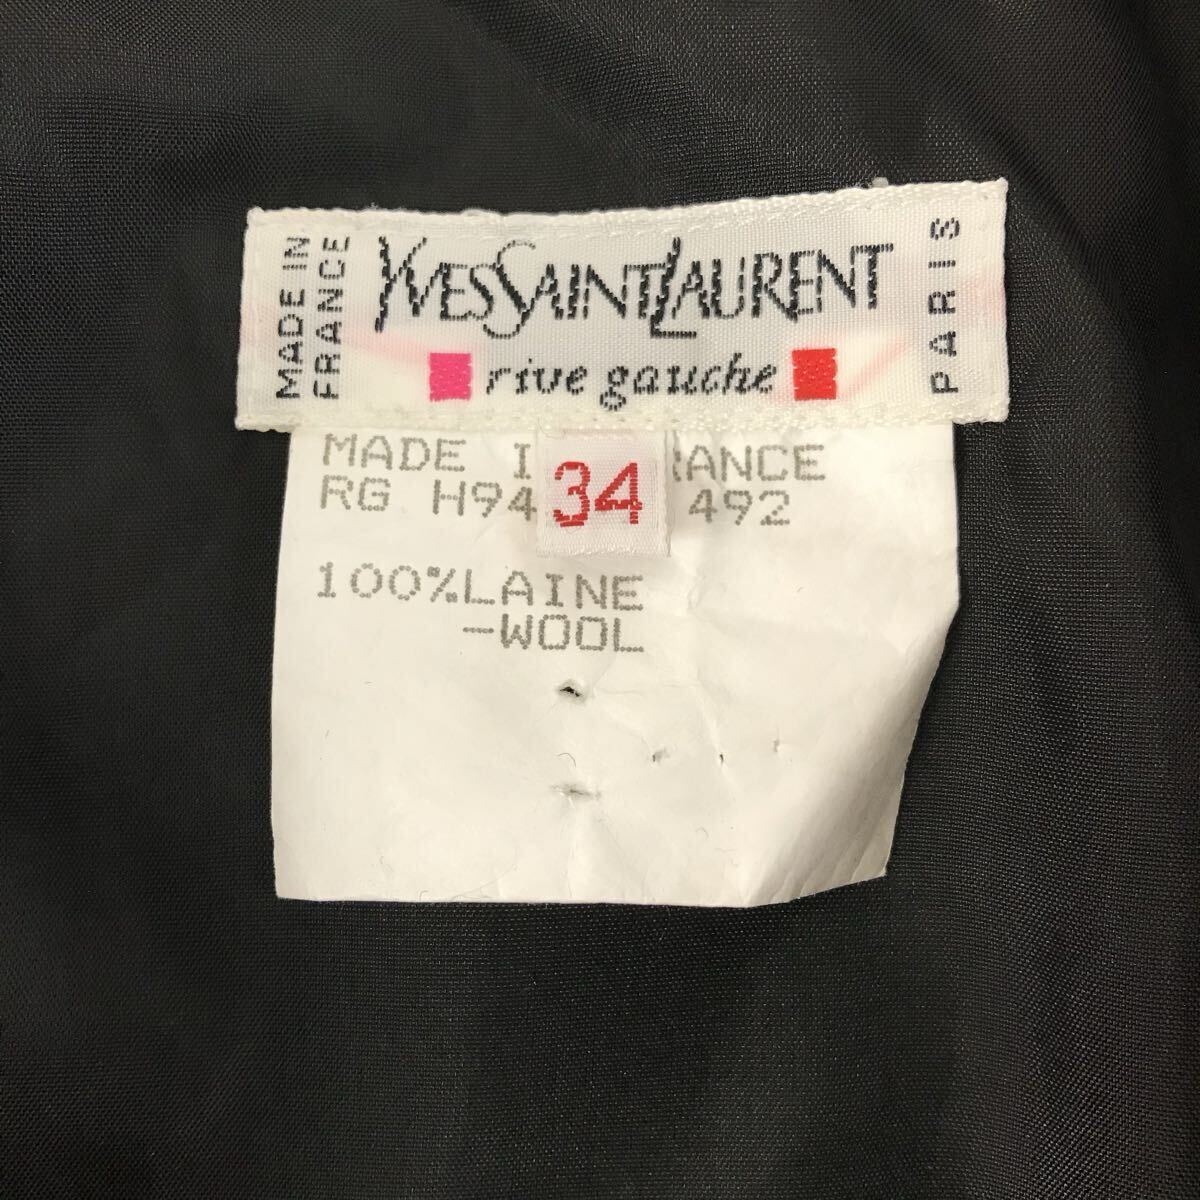 MADE IN
FRANCE
YVES SAINT LAURENT
PARIS
rive gauche
MADE I RANCE
34
RG H94 492
100%LAINE
-WOOL